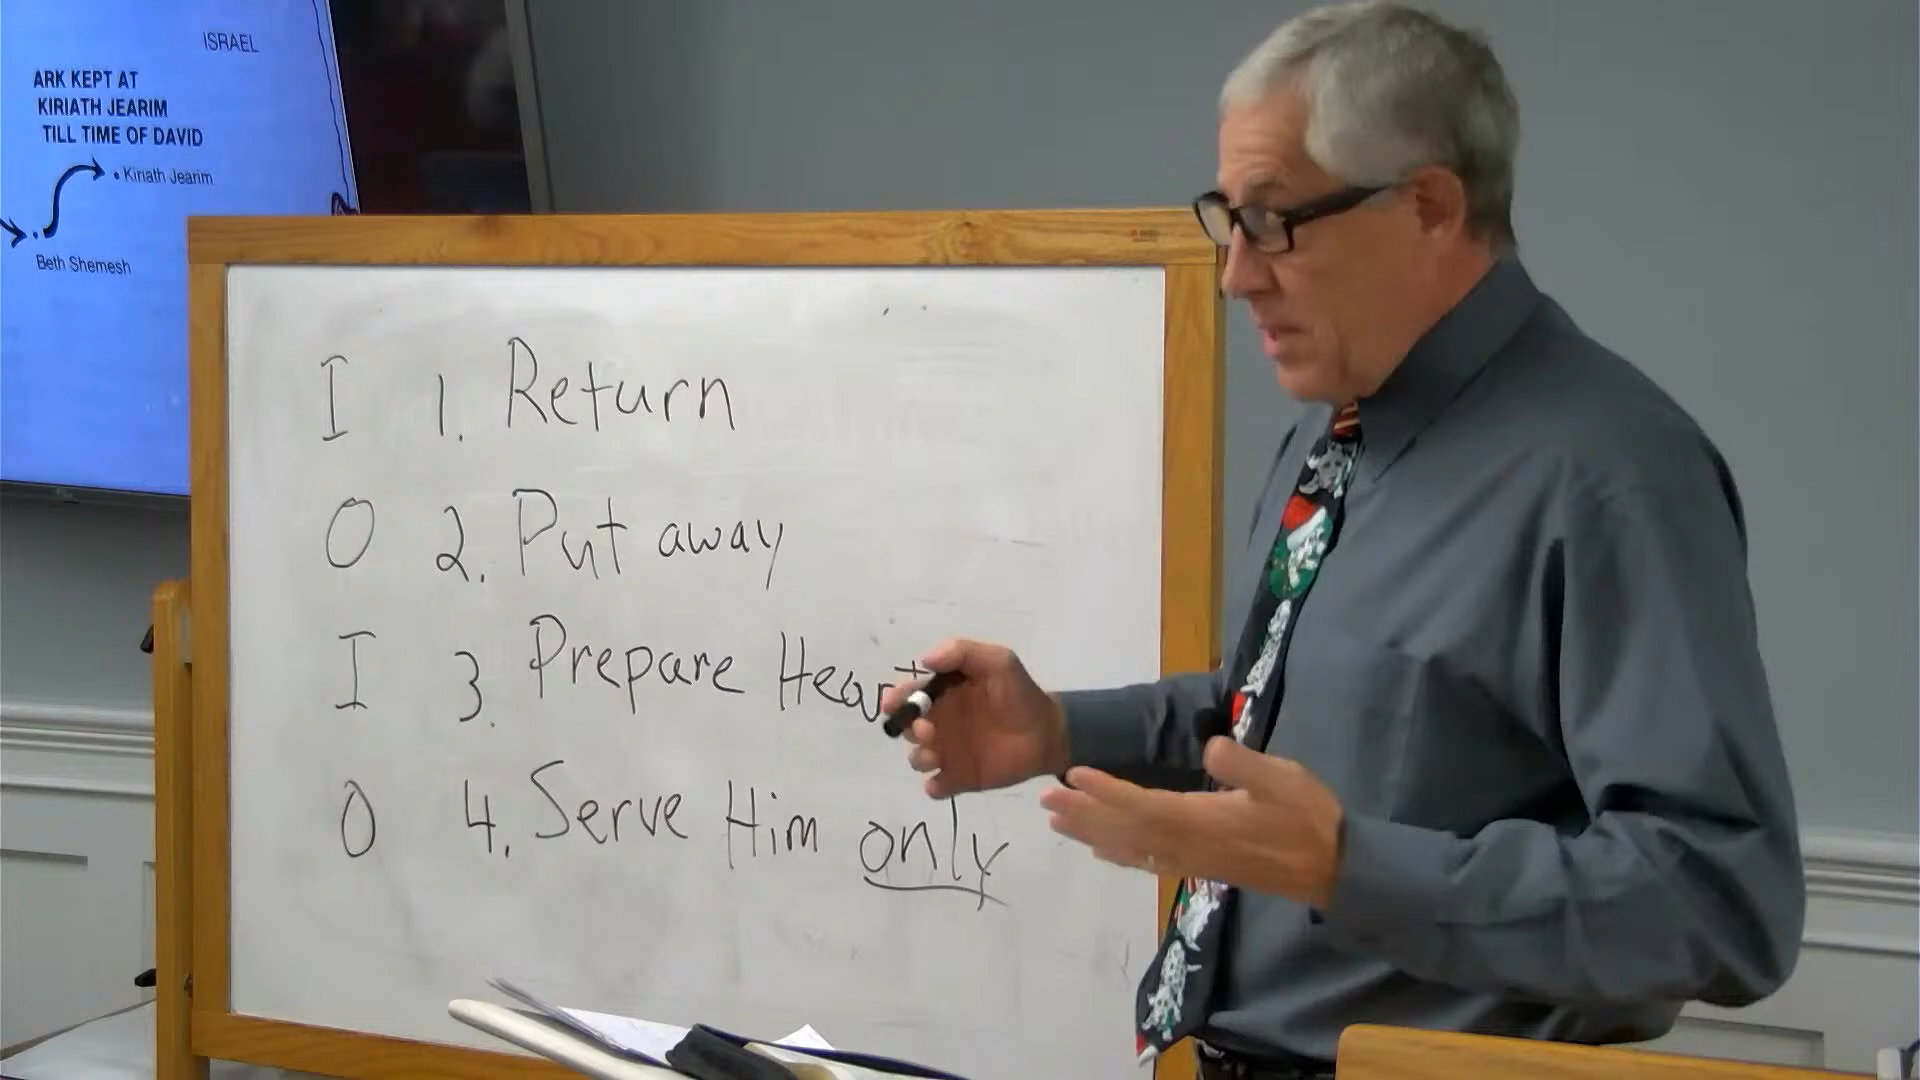 ISRAEL
ARK KEPT AT
KIRIATH JEARIM
TILL TIME OF DAVID
Kiriath Jearim
Beth Shemesh
I 1. Return
O 2. Put away
I 3. Prepare Heart
O 4. Serve Him only